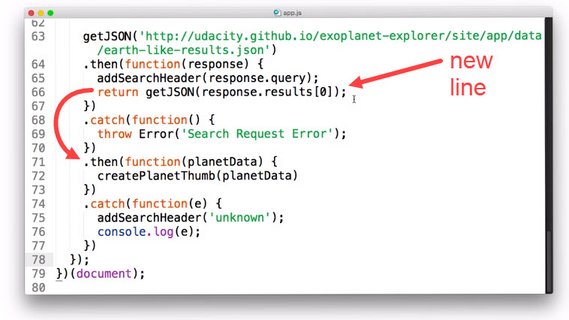 app.js
62
63 getJSON('http://udacity.github.io/exoplanet-explorer/site/app/data
/earth-like-results.json')
64 .then(function(response) {
65 addSearchHeader(response.query);
66 return getJSON(response.results[0]);
67 })
68 .catch(function() {
69 throw Error('Search Request Error');
70 })
71 .then(function(planetData) {
72 createPlanetThumb(planetData)
73 })
74 .catch(function(e) {
75 addSearchHeader('unknown');
76 console.log(e);
77 })
78 });
79 })(document);
80
new
line